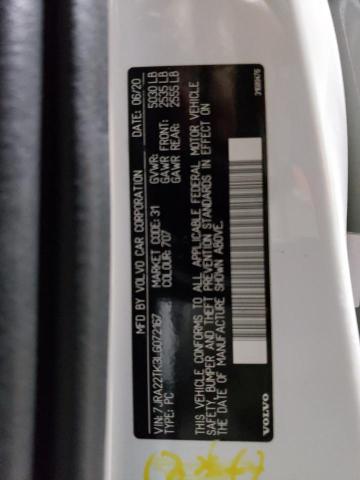 MFD BY VOLVO CAR CORPORATION DATE: 06/20
GVWR: 5030 LB
MARKET CODE: 31 GAWR FRONT: 2535 LB
COLOUR: 707 GAWR REAR: 2555 LB
VIN: 7JRA22TK3LG072167
TYPE: PC
THIS VEHICLE CONFORMS TO ALL APPLICABLE FEDERAL MOTOR VEHICLE
SAFETY, BUMPER AND THEFT PREVENTION STANDARDS IN EFFECT ON
THE DATE OF MANUFACTURE SHOWN ABOVE.
VOLVO